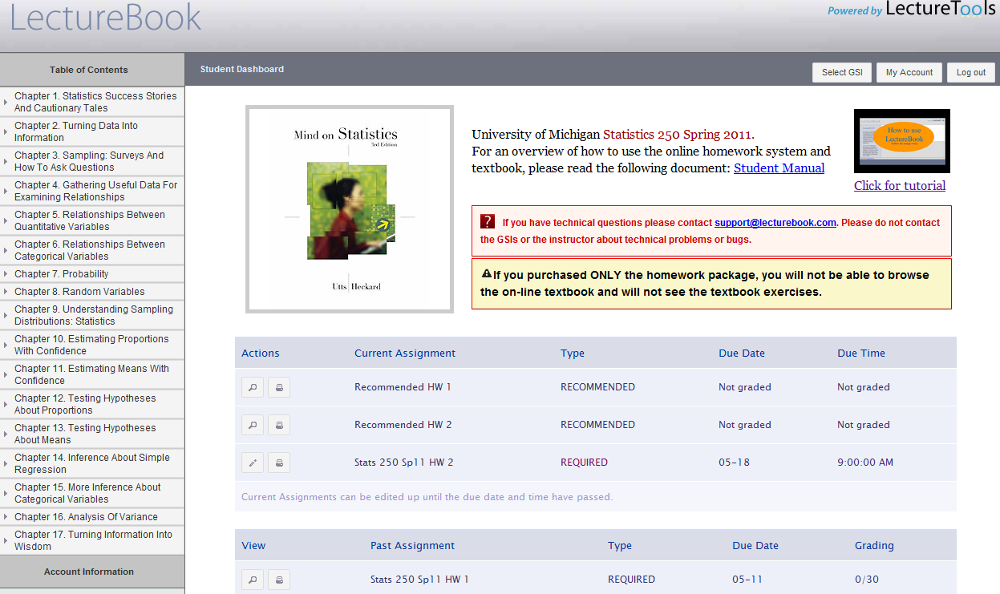 LectureBook
Powered by LectureTools
Table of Contents
Student Dashboard
Select GSI
My Account
Log out
Chapter 1. Statistics Success Stories
And Cautionary Tales
Chapter 2. Turning Data Into
Information
Chapter 3. Sampling: Surveys And
How To Ask Questions
Chapter 4. Gathering Useful Data For
Examining Relationships
Chapter 5. Relationships Between
Quantitative Variables
Chapter 6. Relationships Between
Categorical Variables
Chapter 7. Probability
Chapter 8. Random Variables
Chapter 9. Understanding Sampling
Distributions: Statistics
Chapter 10. Estimating Proportions
With Confidence
Chapter 11. Estimating Means With
Confidence
Chapter 12. Testing Hypotheses
About Proportions
Chapter 13. Testing Hypotheses
About Means
Chapter 14. Inference About Simple
Regression
Chapter 15. More Inference About
Categorical Variables
Chapter 16. Analysis Of Variance
Chapter 17. Turning Information Into
Wisdom
Account Information
Mind on Statistics
3rd Edition
Utts Heckard
University of Michigan Statistics 250 Spring 2011.
For an overview of how to use the online homework system and
textbook, please read the following document: Student Manual
How to use
LectureBook
Click for tutorial
? If you have technical questions please contact support@lecturebook.com. Please do not contact
the GSIs or the instructor about technical problems or bugs.
If you purchased ONLY the homework package, you will not be able to browse
the on-line textbook and will not see the textbook exercises.
Actions Current Assignment Type Due Date Due Time
Recommended HW 1 RECOMMENDED Not graded Not graded
Recommended HW 2 RECOMMENDED Not graded Not graded
Stats 250 Sp11 HW 2 REQUIRED 05-18 9:00:00 AM
Current Assignments can be edited up until the due date and time have passed.
View Past Assignment Type Due Date Grading
Stats 250 Sp11 HW 1 REQUIRED 05-11 0/30